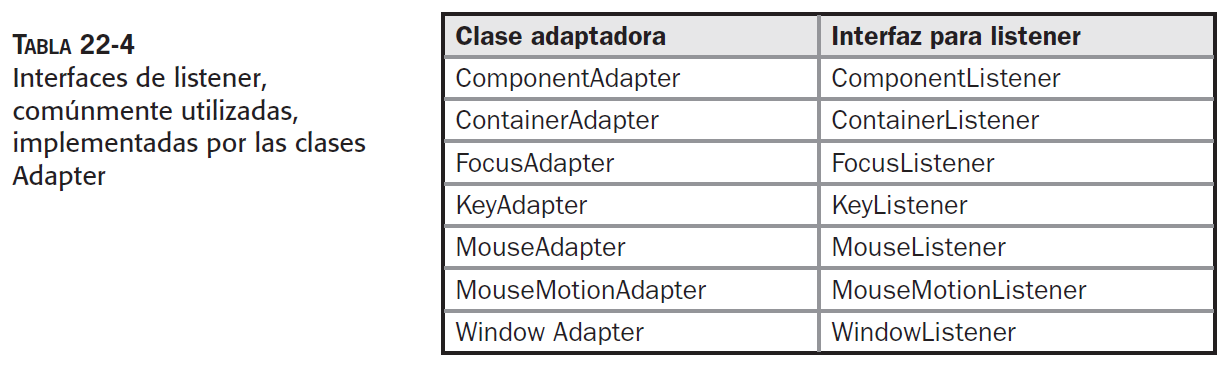 TABLA 22-4
Interfaces de listener,
comúnmente utilizadas,
implementadas por las clases
Adapter
Clase adaptadora Interfaz para listener
ComponentAdapter ComponentListener
ContainerAdapter ContainerListener
FocusAdapter FocusListener
KeyAdapter KeyListener
MouseAdapter MouseListener
MouseMotionAdapter MouseMotionListener
Window Adapter WindowListener